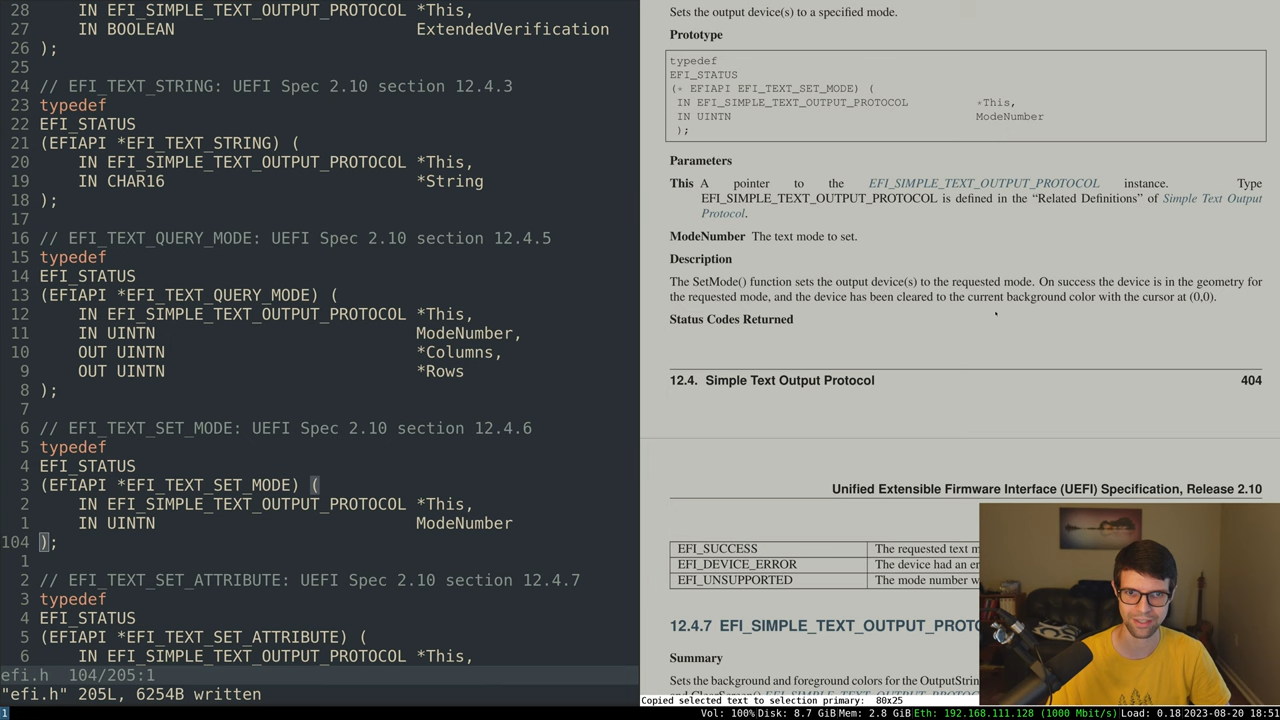 28     IN EFI_SIMPLE_TEXT_OUTPUT_PROTOCOL *This,
27     IN BOOLEAN                         ExtendedVerification
26 );
25
24 // EFI_TEXT_STRING: UEFI Spec 2.10 section 12.4.3
23 typedef
22 EFI_STATUS
21 (EFIAPI *EFI_TEXT_STRING) (
20     IN EFI_SIMPLE_TEXT_OUTPUT_PROTOCOL *This,
19     IN CHAR16                          *String
18 );
17
16 // EFI_TEXT_QUERY_MODE: UEFI Spec 2.10 section 12.4.5
15 typedef
14 EFI_STATUS
13 (EFIAPI *EFI_TEXT_QUERY_MODE) (
12     IN EFI_SIMPLE_TEXT_OUTPUT_PROTOCOL *This,
11     IN UINTN                           ModeNumber,
10     OUT UINTN                          *Columns,
9     OUT UINTN                          *Rows
8 );
7
6 // EFI_TEXT_SET_MODE: UEFI Spec 2.10 section 12.4.6
5 typedef
4 EFI_STATUS
3 (EFIAPI *EFI_TEXT_SET_MODE) (
2     IN EFI_SIMPLE_TEXT_OUTPUT_PROTOCOL *This,
1     IN UINTN                           ModeNumber
104 );
1
2 // EFI_TEXT_SET_ATTRIBUTE: UEFI Spec 2.10 section 12.4.7
3 typedef
4 EFI_STATUS
5 (EFIAPI *EFI_TEXT_SET_ATTRIBUTE) (
6     IN EFI_SIMPLE_TEXT_OUTPUT_PROTOCOL *This,
efi.h  104/205:1
"efi.h" 205L, 6254B written
Sets the output device(s) to a specified mode.
Prototype
typedef
EFI_STATUS
(* EFIAPI EFI_TEXT_SET_MODE) (
IN EFI_SIMPLE_TEXT_OUTPUT_PROTOCOL *This,
IN UINTN ModeNumber
);
Parameters
This A pointer to the EFI_SIMPLE_TEXT_OUTPUT_PROTOCOL instance. Type
EFI_SIMPLE_TEXT_OUTPUT_PROTOCOL is defined in the “Related Definitions” of Simple Text Output
Protocol.
ModeNumber The text mode to set.
Description
The SetMode() function sets the output device(s) to the requested mode. On success the device is in the geometry for
the requested mode, and the device has been cleared to the current background color with the cursor at (0,0).
Status Codes Returned
12.4. Simple Text Output Protocol 404
Unified Extensible Firmware Interface (UEFI) Specification, Release 2.10
EFI_SUCCESS The requested text m
EFI_DEVICE_ERROR The device had an er
EFI_UNSUPPORTED The mode number w
12.4.7 EFI_SIMPLE_TEXT_OUTPUT_PROTO
Summary
Sets the background and foreground colors for the OutputStrin
Copied selected text to selection primary: 80x25
1 Vol: 100% Disk: 8.7 GiB Mem: 2.8 GiB Eth: 192.168.111.128 (1000 Mbit/s) Load: 0.18 2023-08-20 18:51